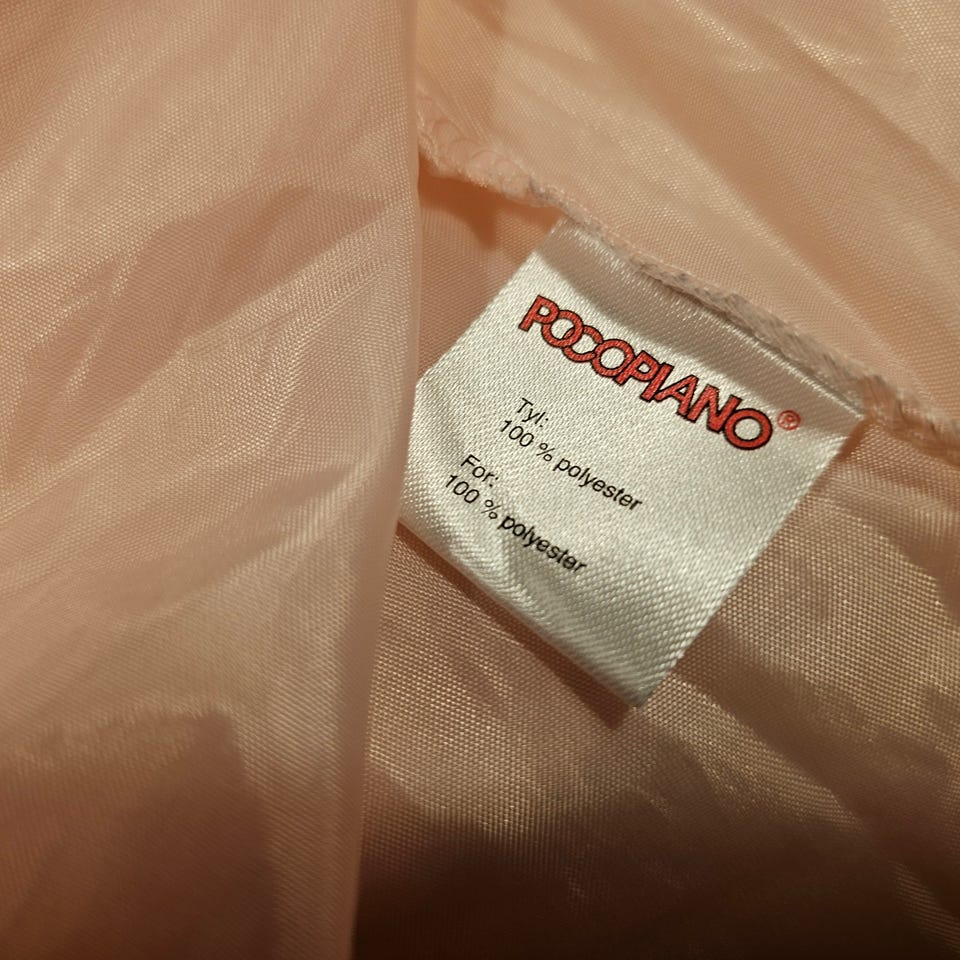 POCOPIANO®
Tyl:
100 % polyester
For:
100 % polyester